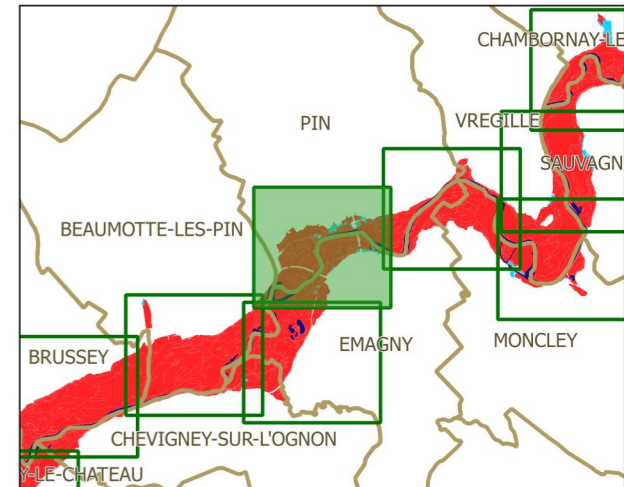 CHAMBORNAY-LE
PIN
VREGILLE
SAUVAGN
BEAUMOTTE-LES-PIN
EMAGNY
MONCLEY
BRUSSEY
CHEVIGNEY-SUR-L'OGNON
Y-LE-CHATEAU